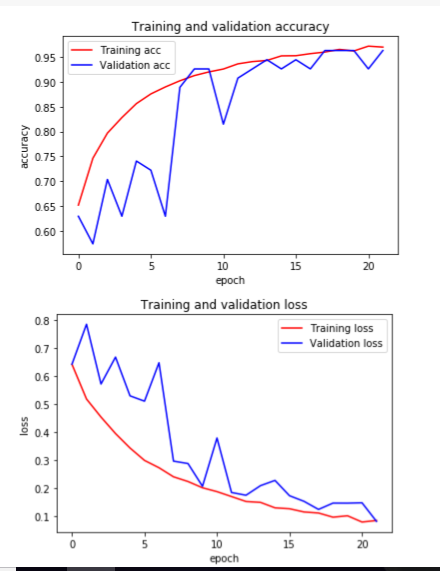 Training and validation accuracy
Training acc
Validation acc
0.95
0.90
0.85
0.80
0.75
0.70
0.65
0.60
accuracy
0 5 10 15 20
epoch
Training and validation loss
Training loss
Validation loss
0.8
0.7
0.6
0.5
0.4
0.3
0.2
0.1
loss
0 5 10 15 20
epoch